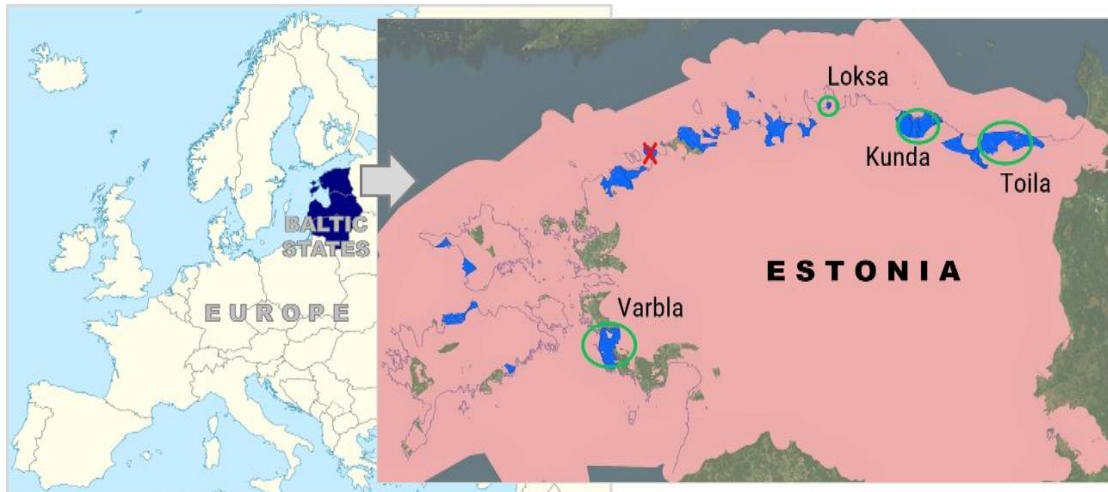 BALTIC
STATES
EUROPE
Loksa
Kunda
Toila
ESTONIA
Varbla